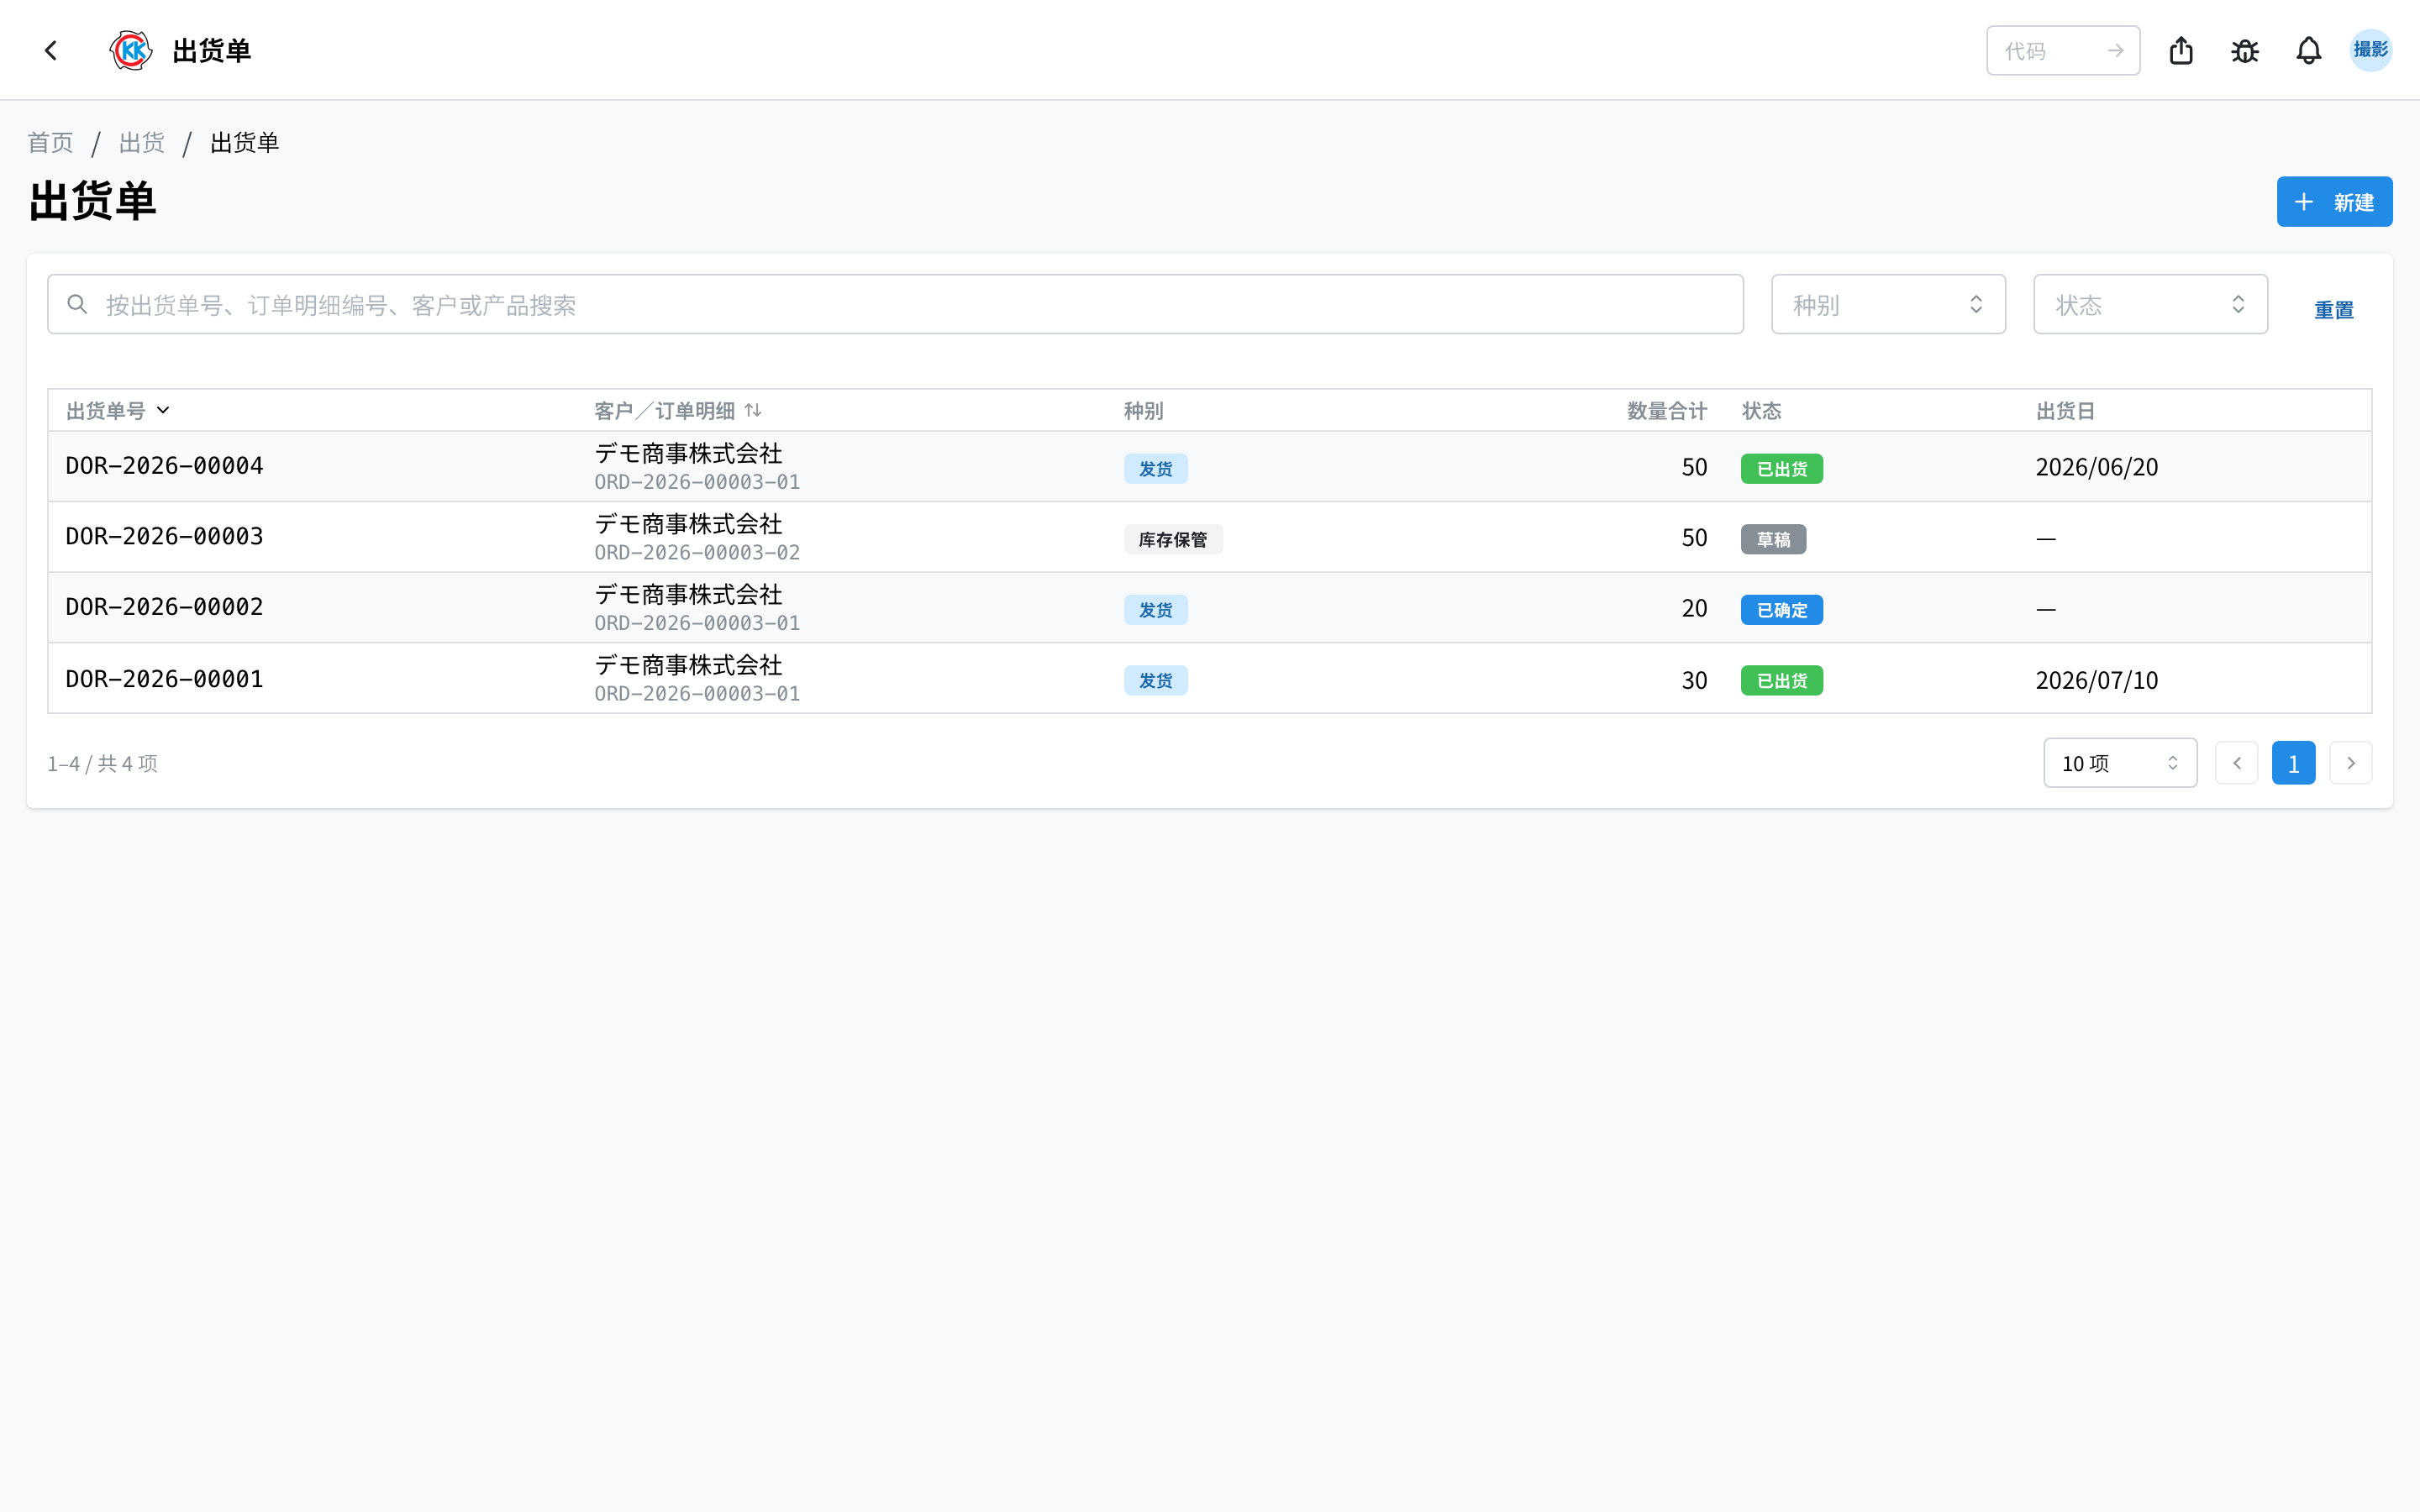 KK 出货单 代码 撮影
首页 / 出货 / 出货单
出货单
新建
按出货单号、订单明细编号、客户或产品搜索 种别 状态 重置
出货单号 客户／订单明细 种别 数量合计 状态 出货日
DOR-2026-00004 デモ商事株式会社 发货 50 已出货 2026/06/20
ORD-2026-00003-01
DOR-2026-00003 デモ商事株式会社 库存保管 50 草稿 —
ORD-2026-00003-02
DOR-2026-00002 デモ商事株式会社 发货 20 已确定 —
ORD-2026-00003-01
DOR-2026-00001 デモ商事株式会社 发货 30 已出货 2026/07/10
ORD-2026-00003-01
1–4 / 共 4 项 10 项 1